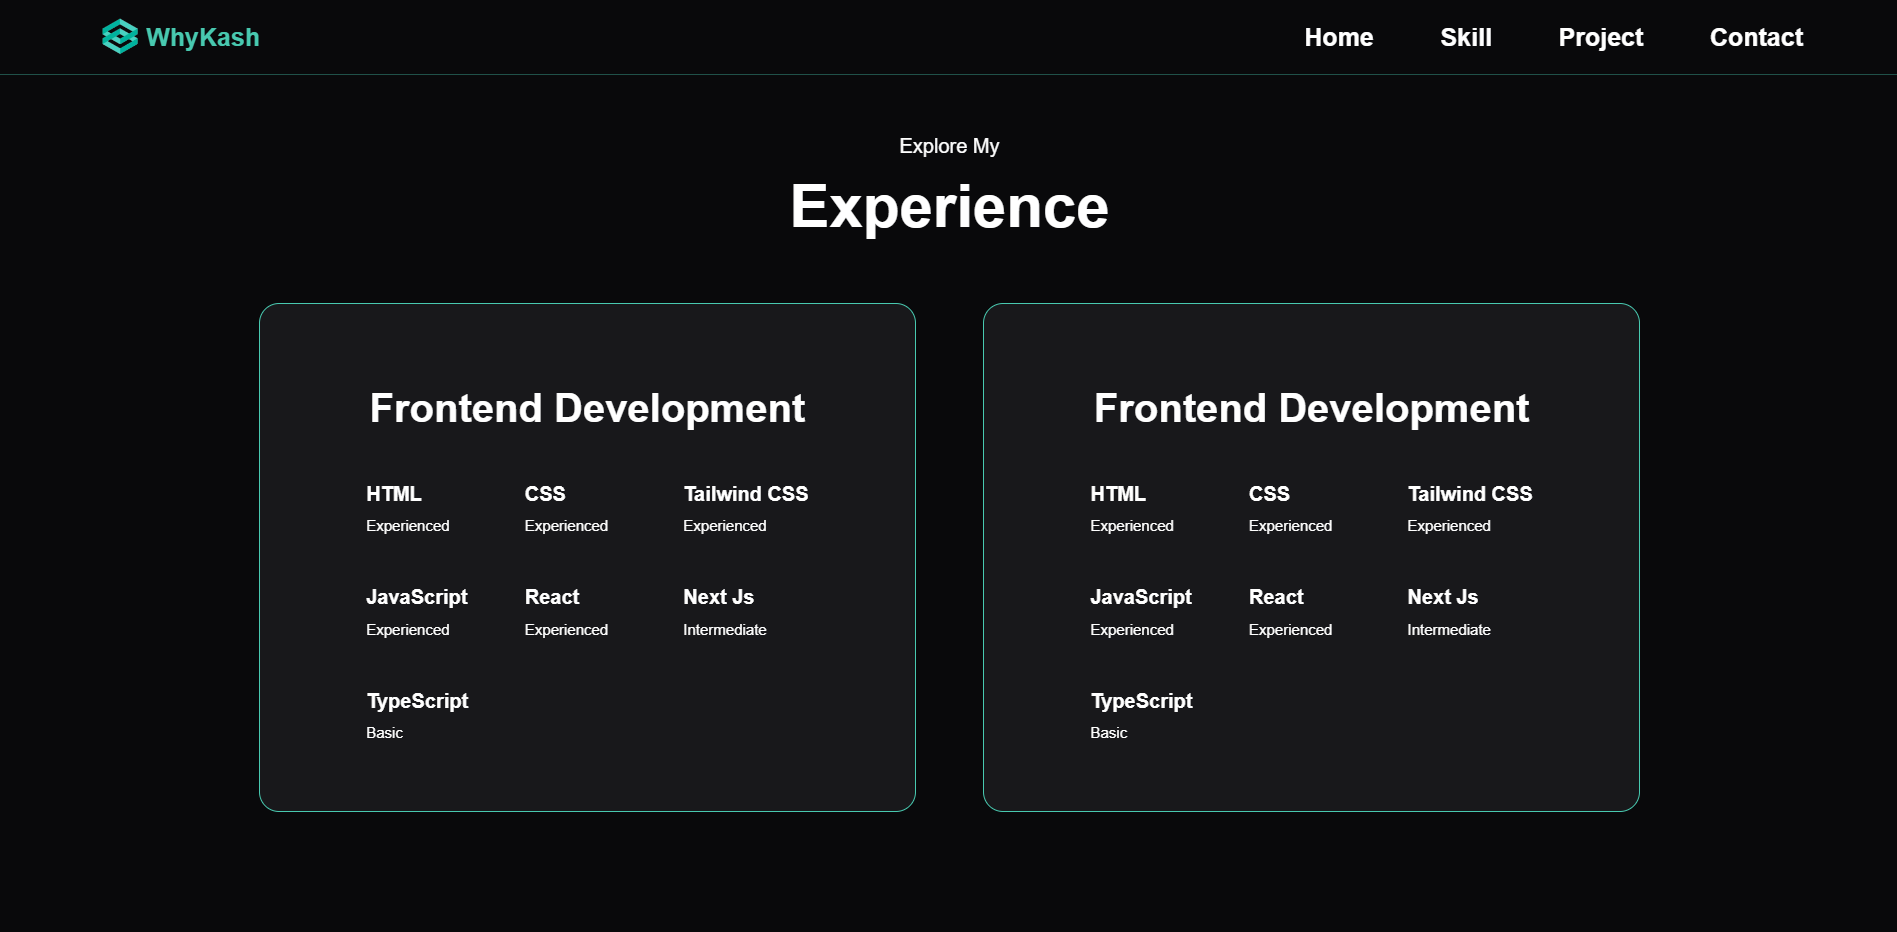 WhyKash
Home Skill Project Contact
Explore My
Experience
Frontend Development
HTML CSS Tailwind CSS
Experienced Experienced Experienced
JavaScript React Next Js
Experienced Experienced Intermediate
TypeScript
Basic
Frontend Development
HTML CSS Tailwind CSS
Experienced Experienced Experienced
JavaScript React Next Js
Experienced Experienced Intermediate
TypeScript
Basic